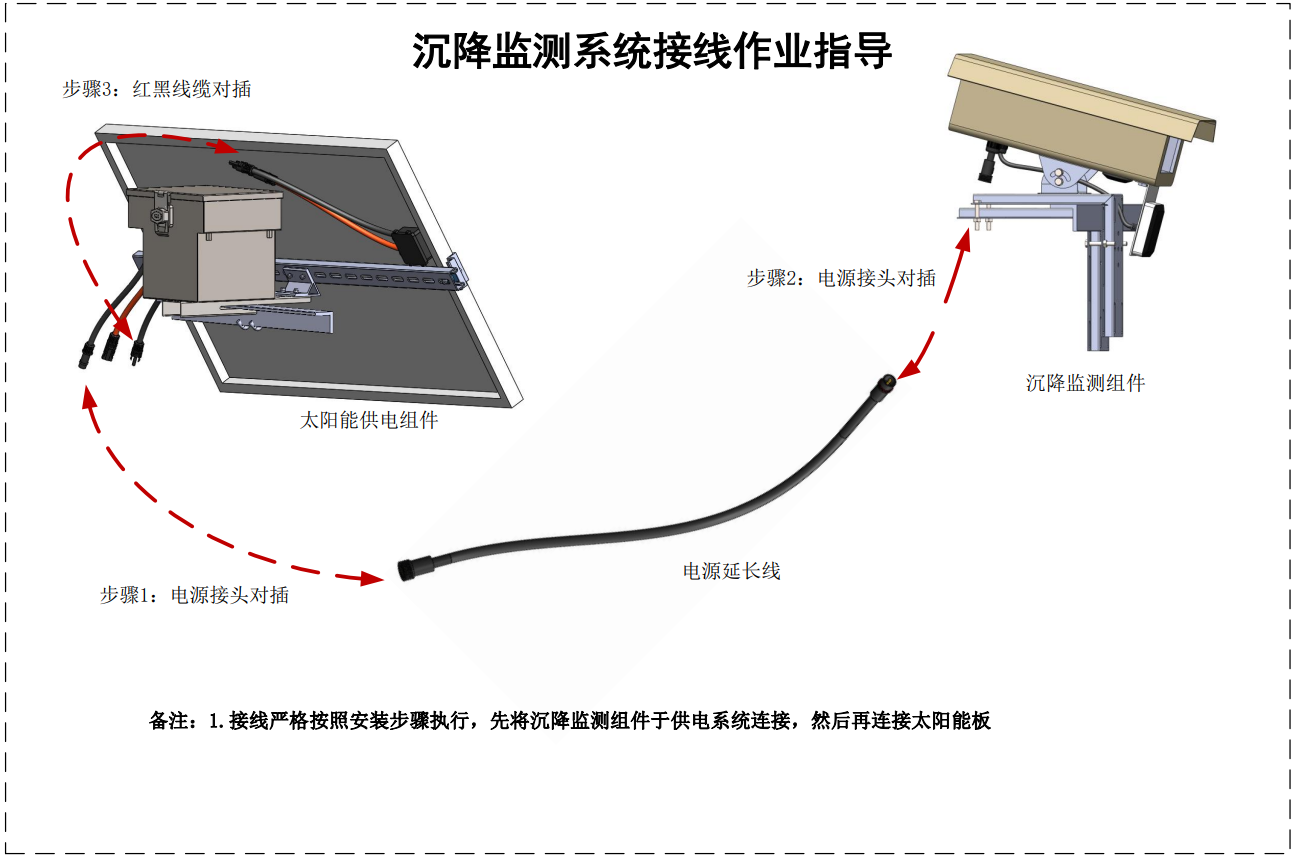 沉降监测系统接线作业指导
步骤3：红黑线缆对插
步骤2：电源接头对插
沉降监测组件
太阳能供电组件
电源延长线
步骤1：电源接头对插
备注：1.接线严格按照安装步骤执行，先将沉降监测组件于供电系统连接，然后再连接太阳能板